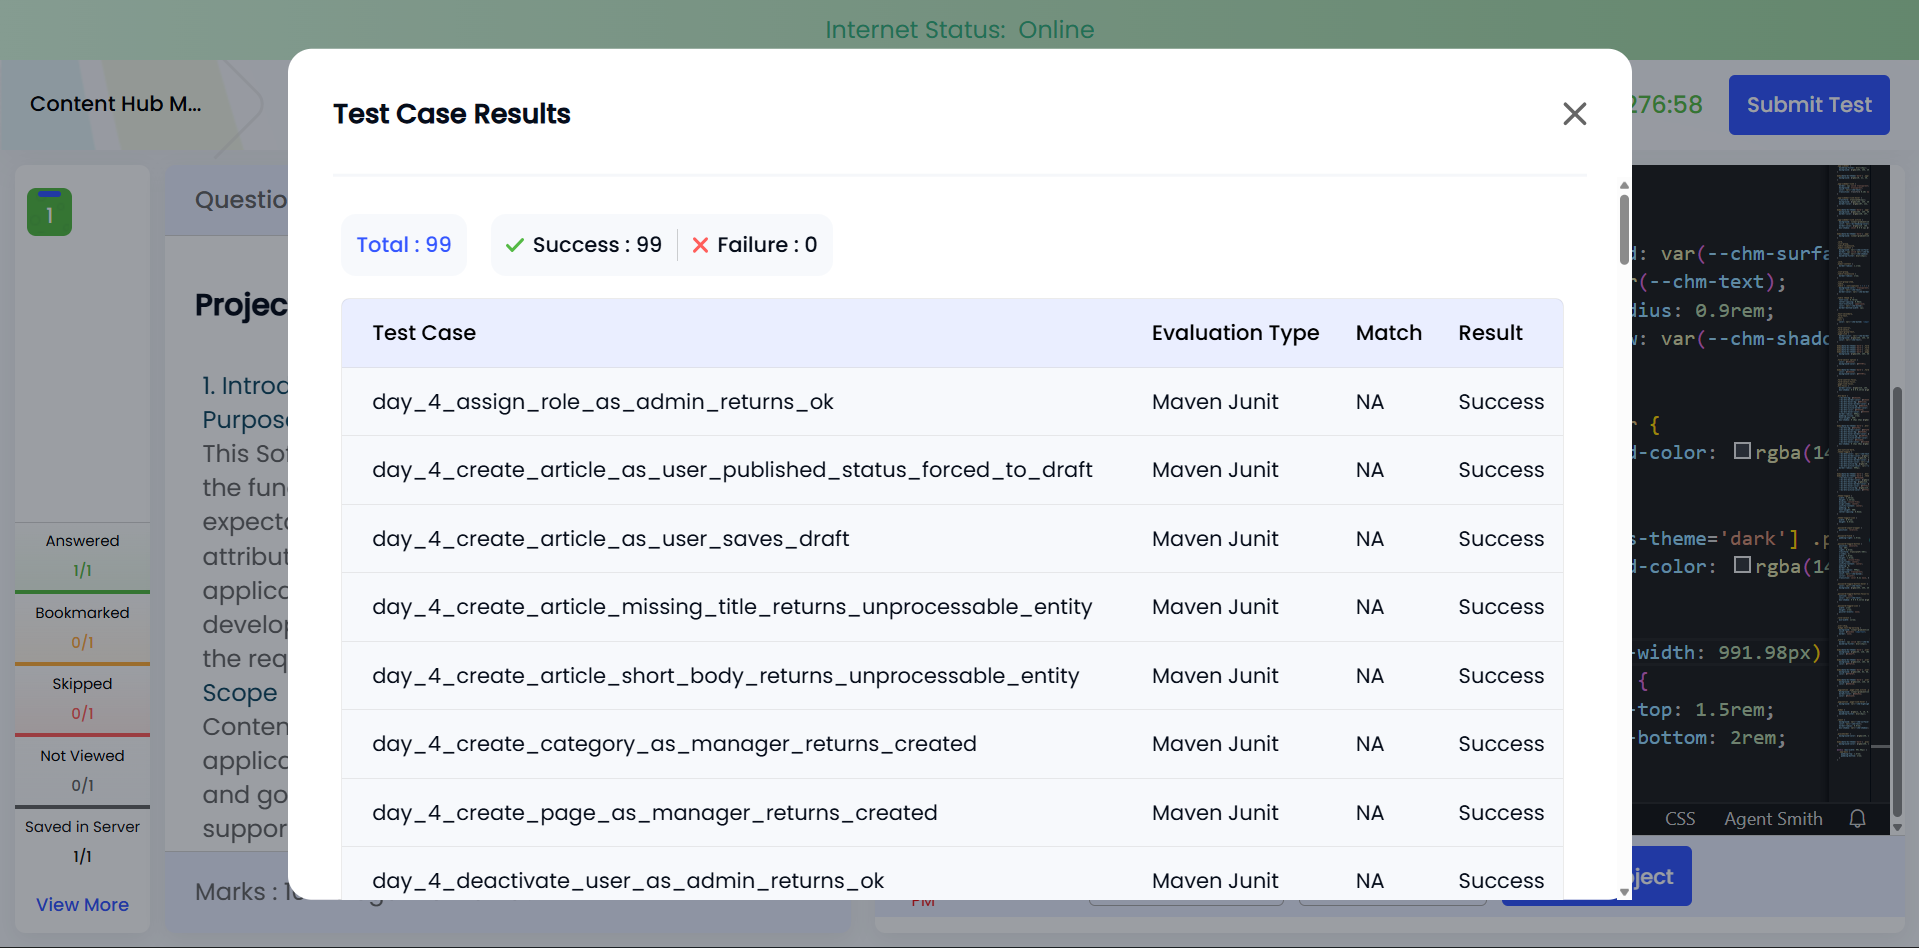 Internet Status: Online
Content Hub M...
276:58
Submit Test
Test Case Results
1
Questio
Total : 99
Success : 99
Failure : 0
Projec
Test Case Evaluation Type Match Result
day_4_assign_role_as_admin_returns_ok Maven Junit NA Success
day_4_create_article_as_user_published_status_forced_to_draft Maven Junit NA Success
day_4_create_article_as_user_saves_draft Maven Junit NA Success
day_4_create_article_missing_title_returns_unprocessable_entity Maven Junit NA Success
day_4_create_article_short_body_returns_unprocessable_entity Maven Junit NA Success
day_4_create_category_as_manager_returns_created Maven Junit NA Success
day_4_create_page_as_manager_returns_created Maven Junit NA Success
day_4_deactivate_user_as_admin_returns_ok Maven Junit NA Success
1. Introd
Purpos
This So
the fun
expect
attribut
applic
develop
the req
Scope
Conten
applic
and go
suppor
Marks : 1
Answered
1/1
Bookmarked
0/1
Skipped
0/1
Not Viewed
0/1
Saved in Server
1/1
View More
d: var(--chm-surfa
r(--chm-text);
dius: 0.9rem;
w: var(--chm-shado
r {
d-color: rgba(14
s-theme='dark'] .p
d-color: rgba(14
-width: 991.98px)
{
-top: 1.5rem;
-bottom: 2rem;
CSS Agent Smith
oject
PM